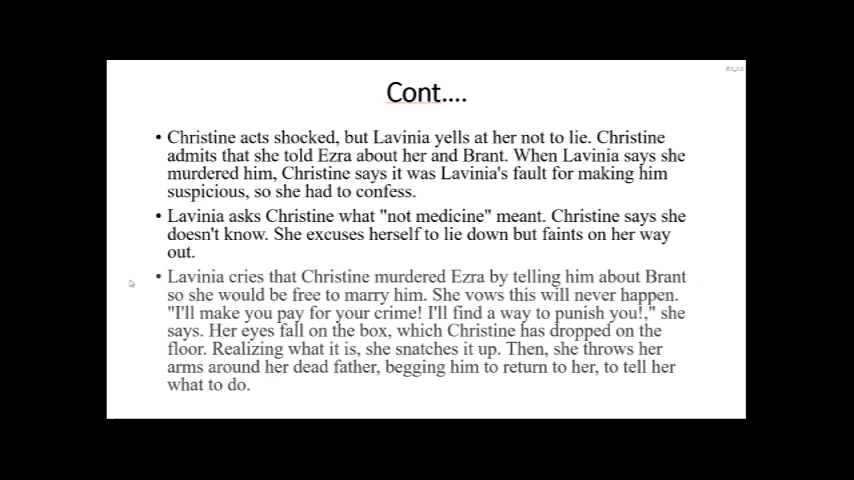 Cont....
• Christine acts shocked, but Lavinia yells at her not to lie. Christine
admits that she told Ezra about her and Brant. When Lavinia says she
murdered him, Christine says it was Lavinia's fault for making him
suspicious, so she had to confess.
• Lavinia asks Christine what "not medicine" meant. Christine says she
doesn't know. She excuses herself to lie down but faints on her way
out.
• Lavinia cries that Christine murdered Ezra by telling him about Brant
so she would be free to marry him. She vows this will never happen.
"I'll make you pay for your crime! I'll find a way to punish you!," she
says. Her eyes fall on the box, which Christine has dropped on the
floor. Realizing what it is, she snatches it up. Then, she throws her
arms around her dead father, begging him to return to her, to tell her
what to do.